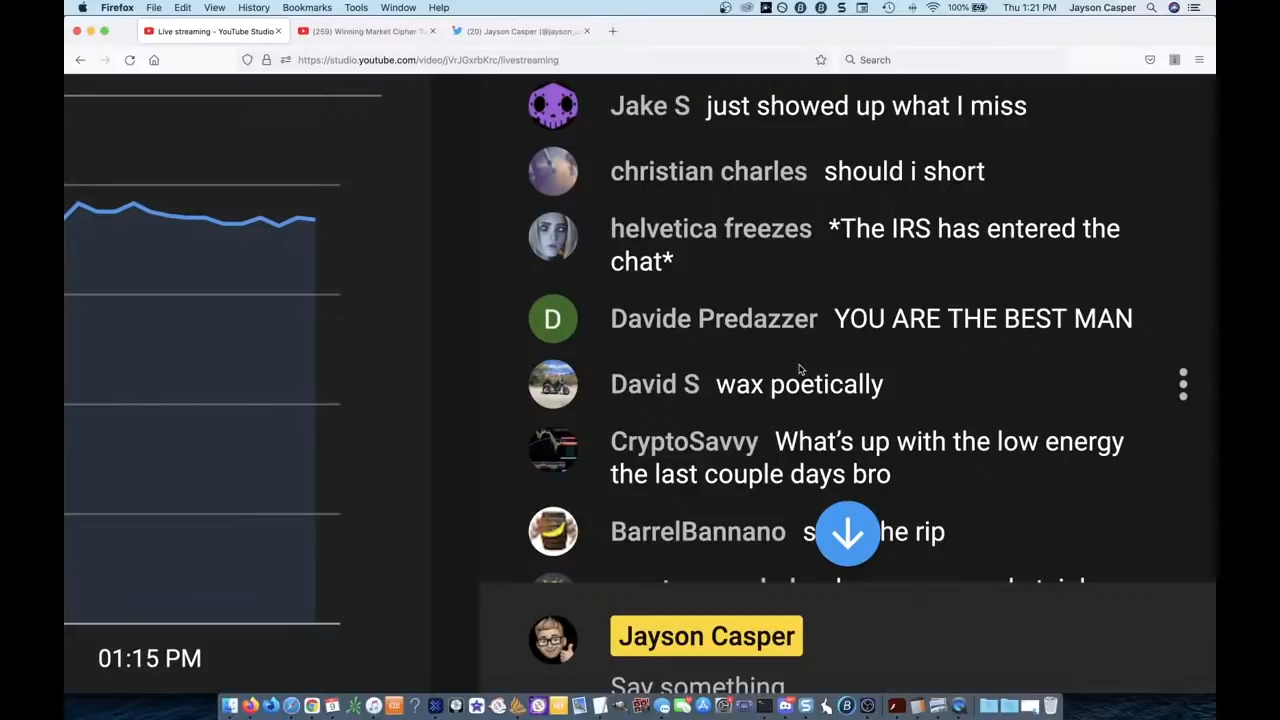 Firefox File Edit View History Bookmarks Tools Window Help 100% Thu 1:21 PM Jayson Casper
Live streaming - YouTube Studio (259) Winning Market Cipher (20) Jayson Casper (@jayson_
https://studio.youtube.com/video/jVrJGxrbKrc/livestreaming Search
Jake S just showed up what I miss
christian charles should i short
helvetica freezes *The IRS has entered the
chat*
D Davide Predazzer YOU ARE THE BEST MAN
David S wax poetically
CryptoSavvy What's up with the low energy
the last couple days bro
BarrelBannano he rip
Jayson Casper
01:15 PM
Say something